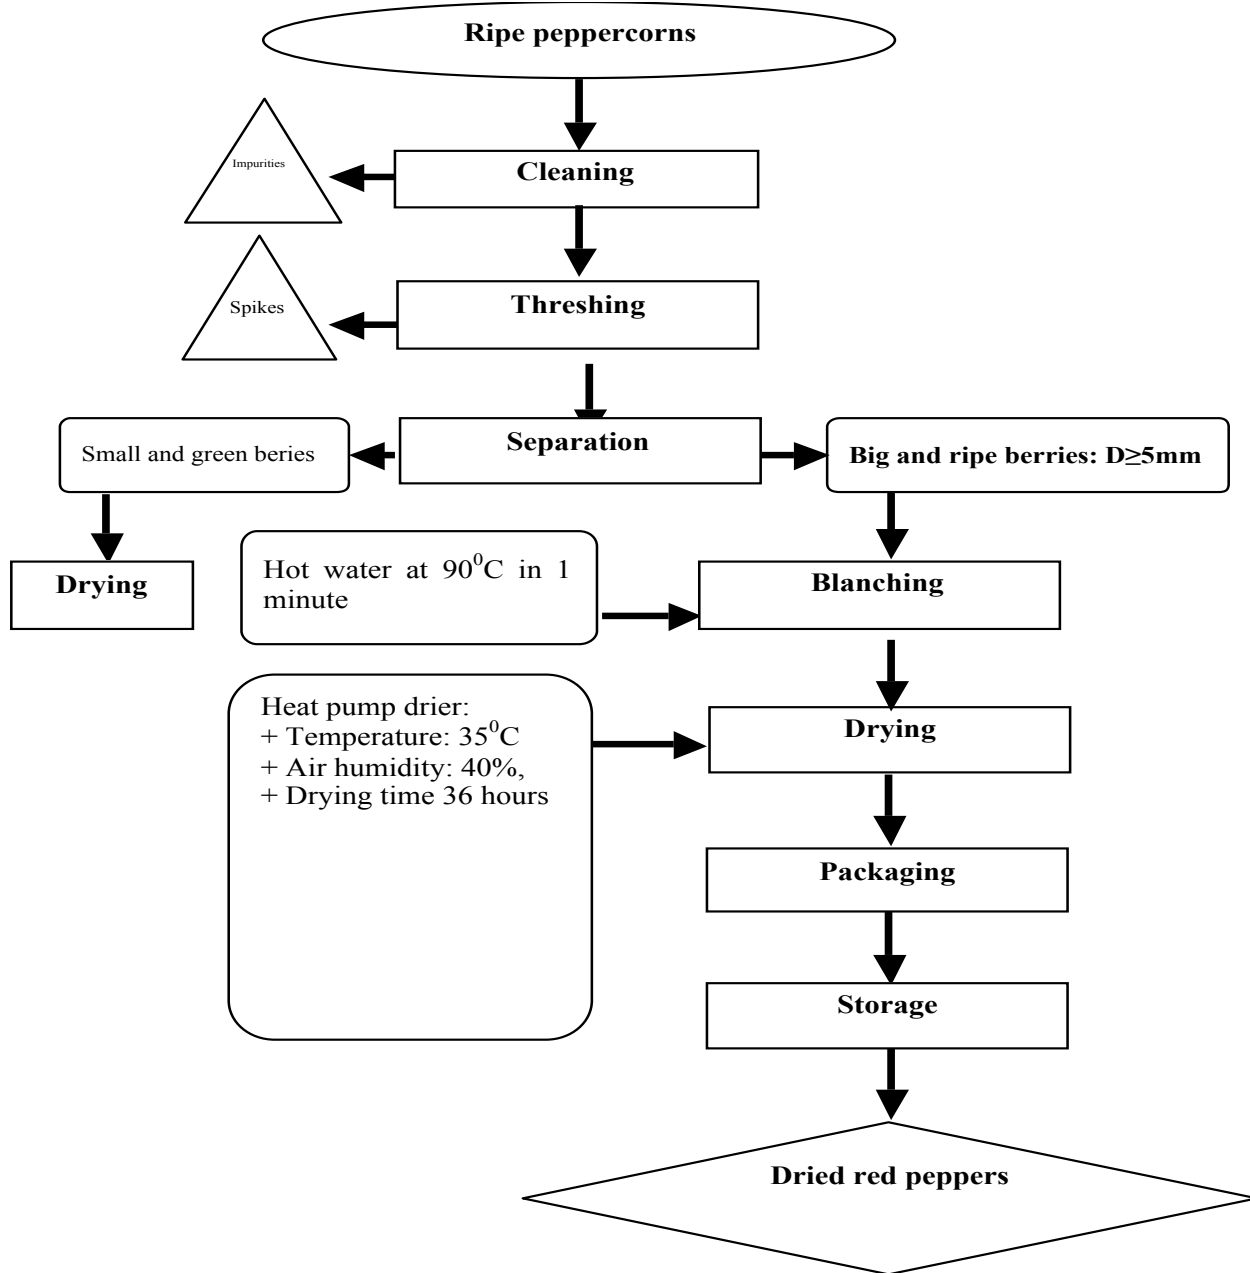 Ripe peppercorns
Impurities
Cleaning
Spikes
Threshing
Small and green beries
Separation
Big and ripe berries: D≥5mm
Drying
Hot water at 90⁰C in 1
minute
Blanching
Heat pump drier:
+ Temperature: 35⁰C
+ Air humidity: 40%,
+ Drying time 36 hours
Drying
Packaging
Storage
Dried red peppers